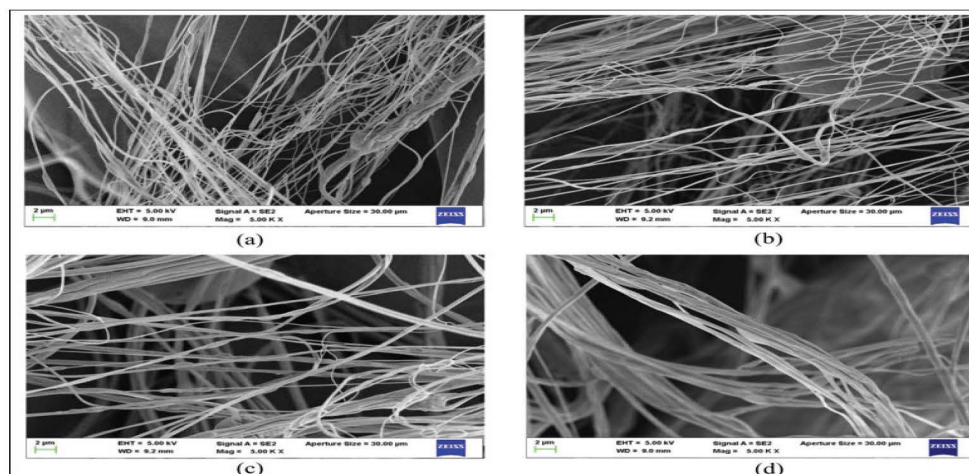 2 µm
EHT = 5.00 kV Signal A = SE2 Aperture Size = 30.00 µm
WD = 9.0 mm Mag = 5.00 K X
ZEISS
(a)
2 µm
EHT = 5.00 kV Signal A = SE2 Aperture Size = 30.00 µm
WD = 9.2 mm Mag = 5.00 K X
ZEISS
(b)
2 µm
EHT = 5.00 kV Signal A = SE2 Aperture Size = 30.00 µm
WD = 9.2 mm Mag = 5.00 K X
ZEISS
(c)
2 µm
EHT = 5.00 kV Signal A = SE2 Aperture Size = 30.00 µm
WD = 9.0 mm Mag = 5.00 K X
ZEISS
(d)